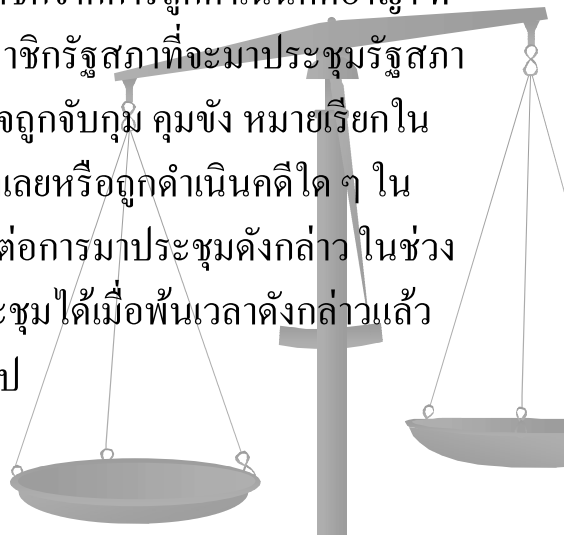 าชิกรัฐสภาที่จะมาประชุมรัฐสภา
จถูกจับกุม คุมขัง หมายเรียกใน
เลยหรือถูกดำเนินคดีใด ๆ ใน
ต่อการมาประชุมดังกล่าว ในช่วง
ะชุมได้เมื่อพ้นเวลาดังกล่าวแล้ว
ป